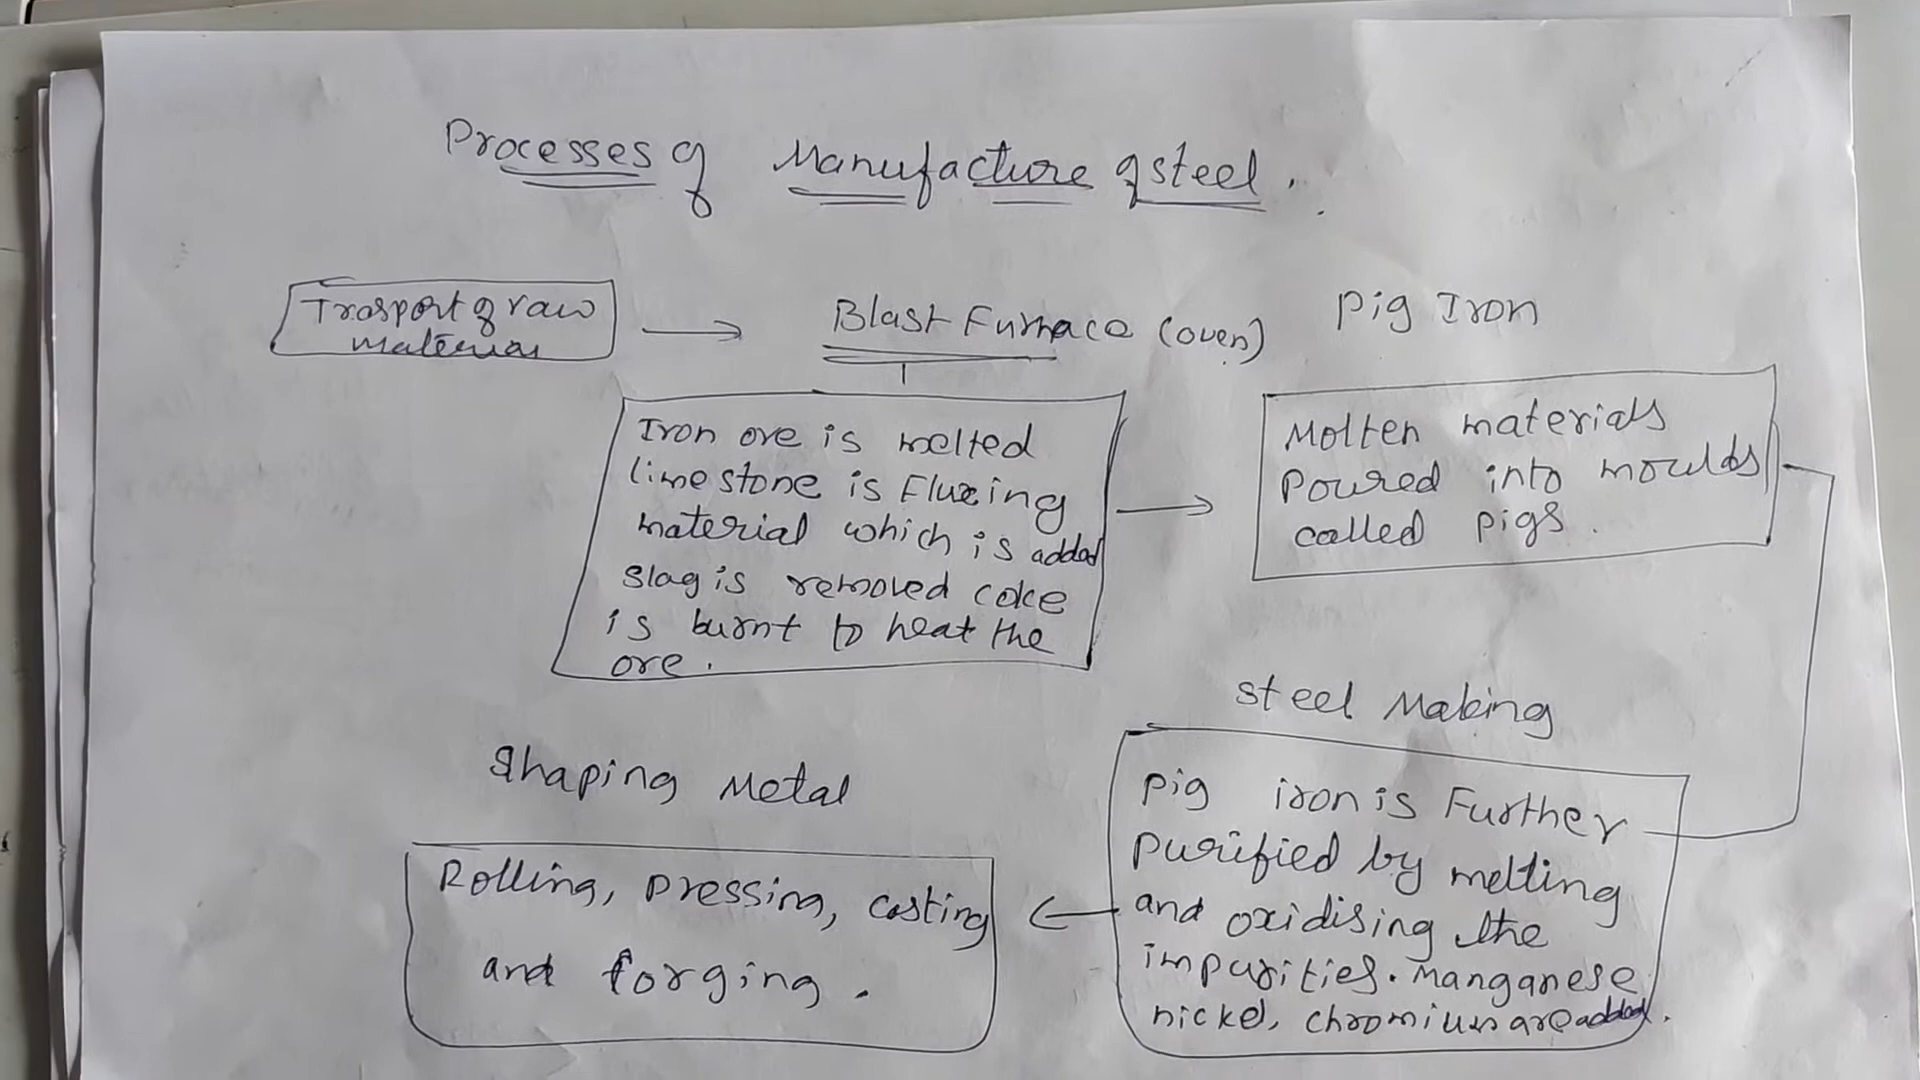 Processes of Manufacture of steel.
Trasport of raw
material
Blast Furnace (oven)
Iron ore is melted
limestone is Fluxing
material which is added
slag is removed coke
is burnt to heat the
ore.
Pig Iron
Molten materials
Poured into moulds
called pigs.
Steel Making
Pig iron is Further
purified by melting
and oxidising the
impurities. Manganese
nickel, chromium are added.
Shaping Metal
Rolling, Pressing, casting
and forging.